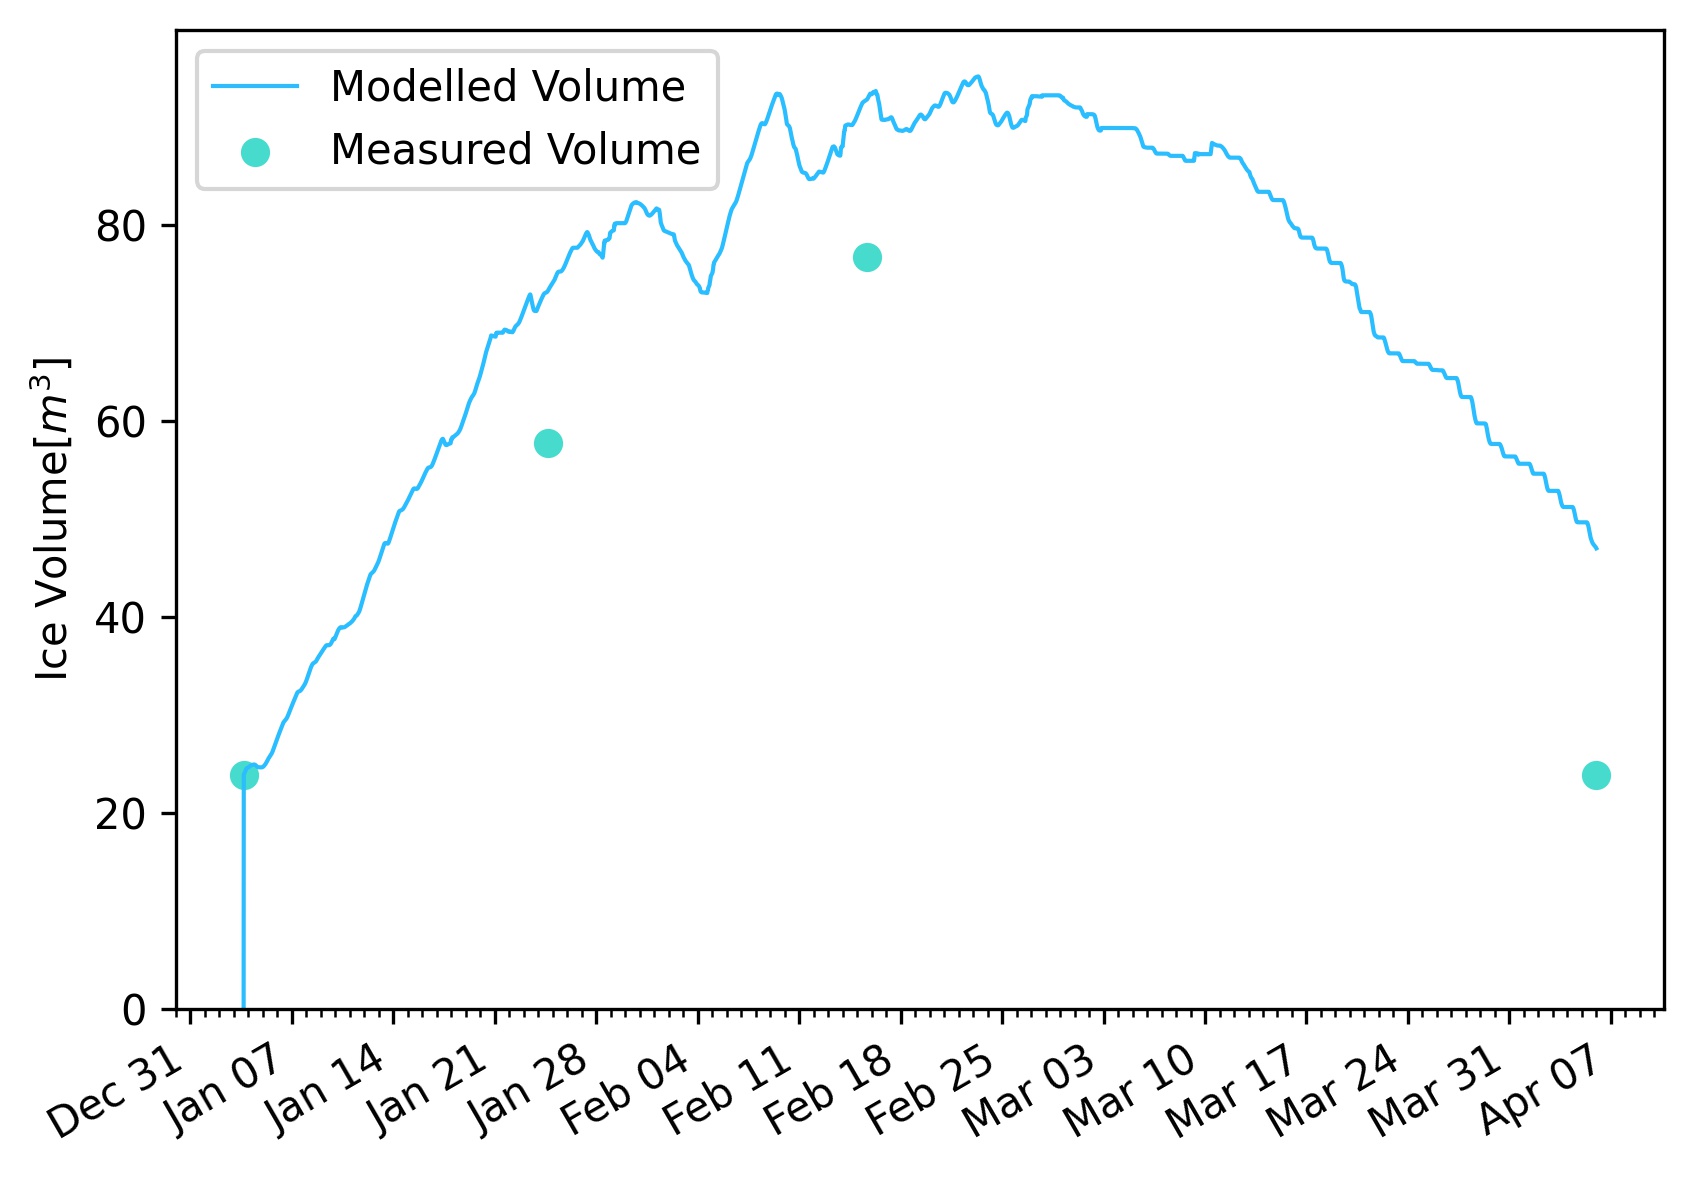 Modelled Volume
Measured Volume
Ice Volume[m³]
80
60
40
20
0
Dec 31
Jan 07
Jan 14
Jan 21
Jan 28
Feb 04
Feb 11
Feb 18
Feb 25
Mar 03
Mar 10
Mar 17
Mar 24
Mar 31
Apr 07